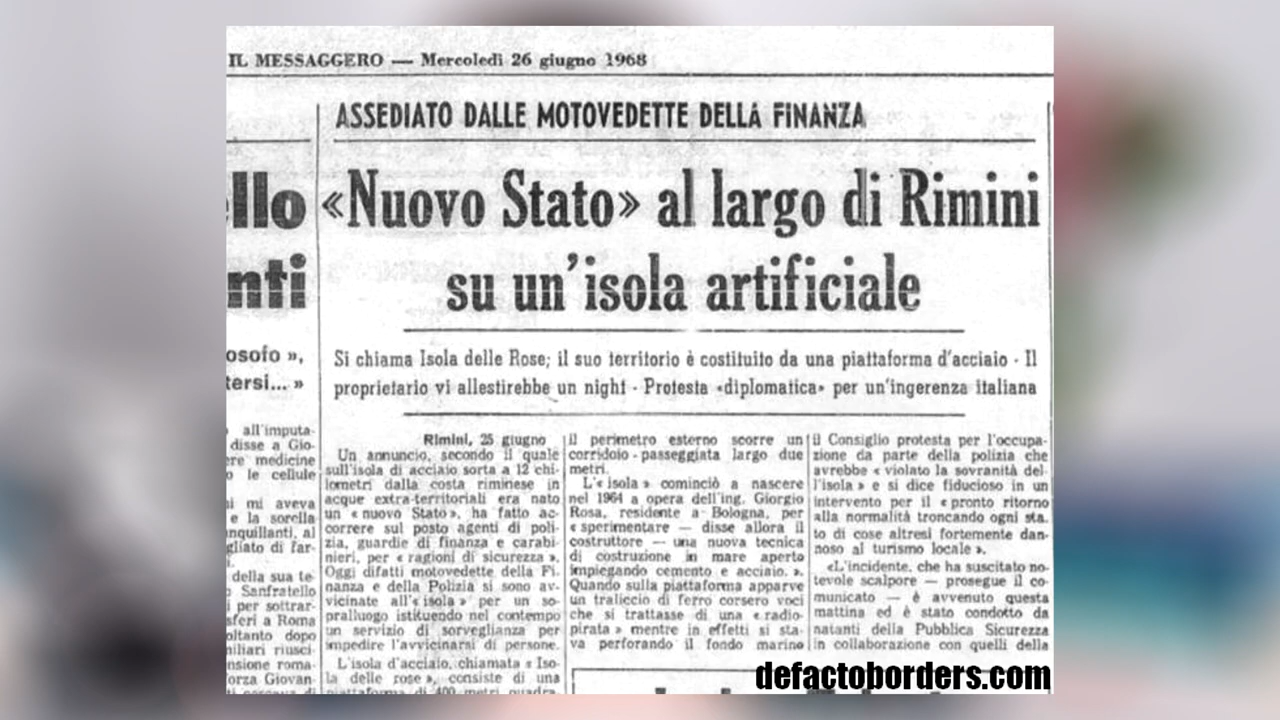 IL MESSAGGERO — Mercoledì 26 giugno 1968
ASSEDIATO DALLE MOTOVEDETTE DELLA FINANZA
«Nuovo Stato» al largo di Rimini
su un'isola artificiale
Si chiama Isola delle Rose; il suo territorio è costituito da una piattaforma d'acciaio - Il
proprietario vi allestirebbe un night - Protesta «diplomatica» per un'ingerenza italiana
llo
nti
osofo »,
tersi... »
all'imputa-
disse a Gio-
ere medicine
o le cellule
mi aveva
e la sorella
nquillanti, al
gliato di far-
della sua te-
Sanfratello
i per sottrar-
sferì a Roma
oltanto dopo
miliari riusci-
nsione roma-
orza Giovan-
Rimini, 25 giugno
Un annuncio, secondo il quale
sull'isola di acciaio sorta a 12 chi-
lometri dalla costa riminese in
acque extra-territoriali era nato
un « nuovo Stato», ha fatto ac-
correre sul posto agenti di poli-
zia, guardie di finanza e carabi-
nieri, per « ragioni di sicurezza ».
Oggi difatti motovedette della Fi-
nanza e della Polizia si sono av-
vicinate all'« isola » per un so-
pralluogo istituendo nel contempo
un servizio di sorveglianza per
impedire l'avvicinarsi di persone.
L'isola d'acciaio, chiamata « Iso-
la delle rose », consiste di una
piattaforma di 400 metri quadra-
il perimetro esterno scorre un
corridoio - passeggiata largo due
metri.
L'« isola » cominciò a nascere
nel 1964 a opera dell'ing. Giorgio
Rosa, residente a Bologna, per
« sperimentare — disse allora il
costruttore — una nuova tecnica
di costruzione in mare aperto
impiegando cemento e acciaio. ».
Quando sulla piattaforma apparve
un traliccio di ferro corsero voci
che si trattasse di una « radio-
pirata » mentre in effetti si sta-
va perforando il fondo marino
il Consiglio protesta per l'occupa-
zione da parte della polizia che
avrebbe « violato la sovranità del-
l'isola » e si dice fiducioso in un
intervento per il « pronto ritorno
alla normalità troncando ogni sta.
to di cose altresì fortemente dan-
noso al turismo locale ».
«L'incidente, che ha suscitato no-
tevole scalpore — prosegue il co-
municato — è avvenuto questa
mattina ed è stato condotto da
natanti della Pubblica Sicurezza
in collaborazione con quelli della
defactoborders.com